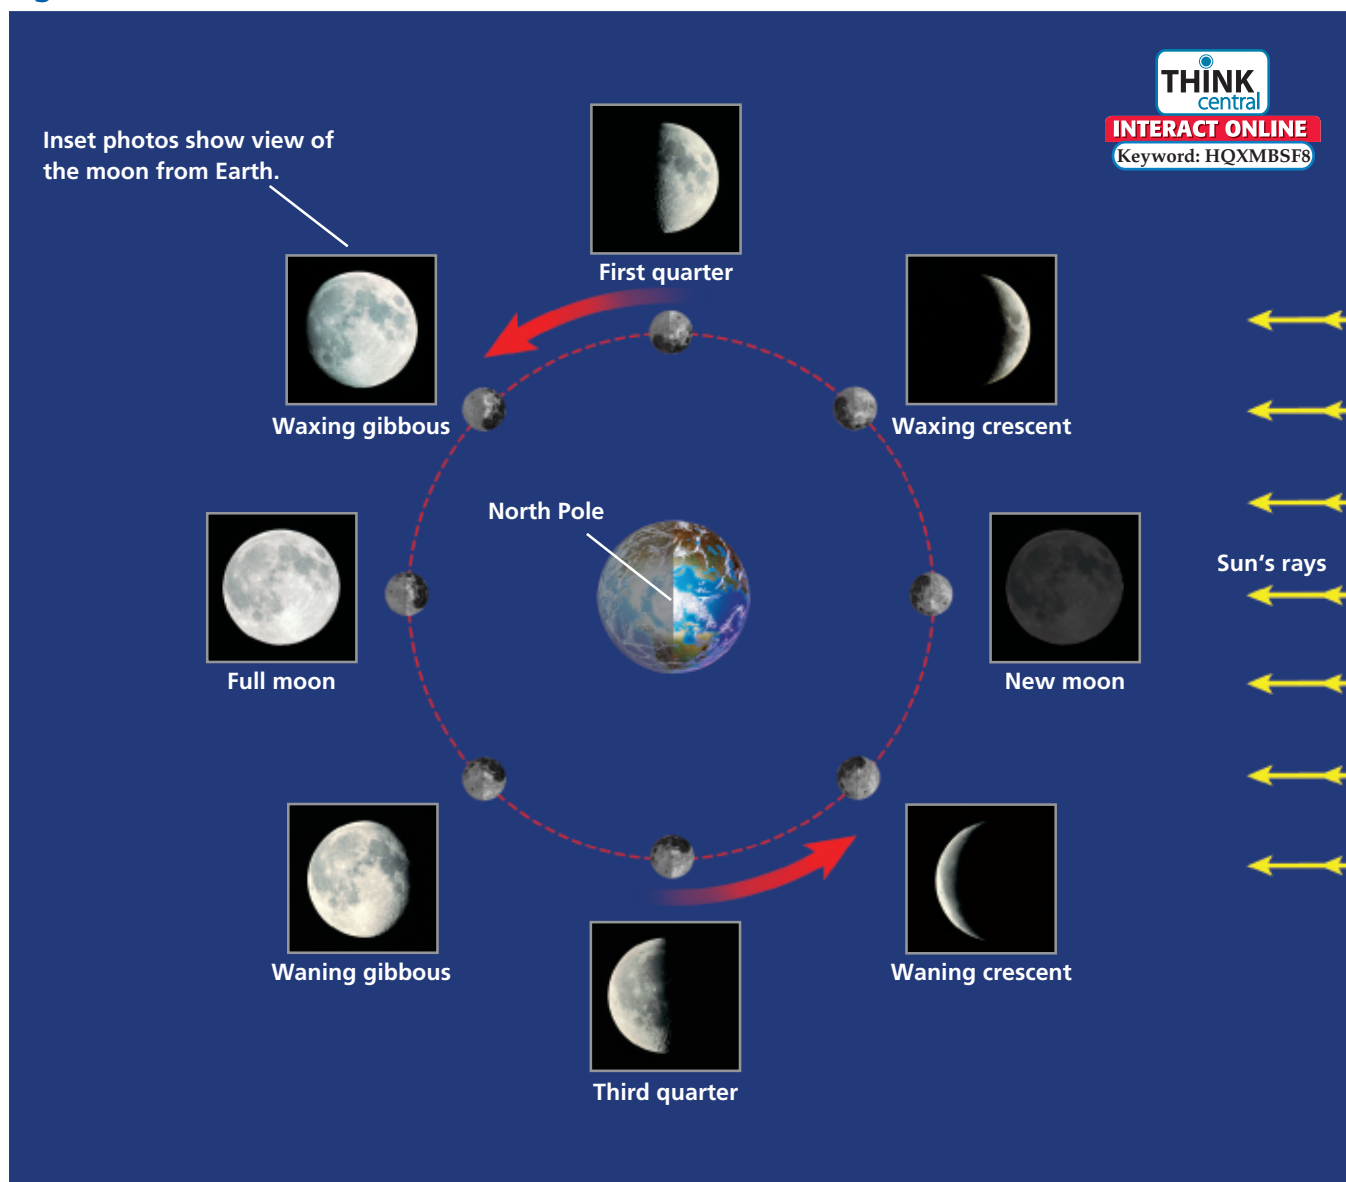 THINK
central
INTERACT ONLINE
Keyword: HQXMBSF8
Inset photos show view of
the moon from Earth.
First quarter
Waxing gibbous
Waxing crescent
North Pole
Sun‘s rays
Full moon
New moon
Waning gibbous
Waning crescent
Third quarter